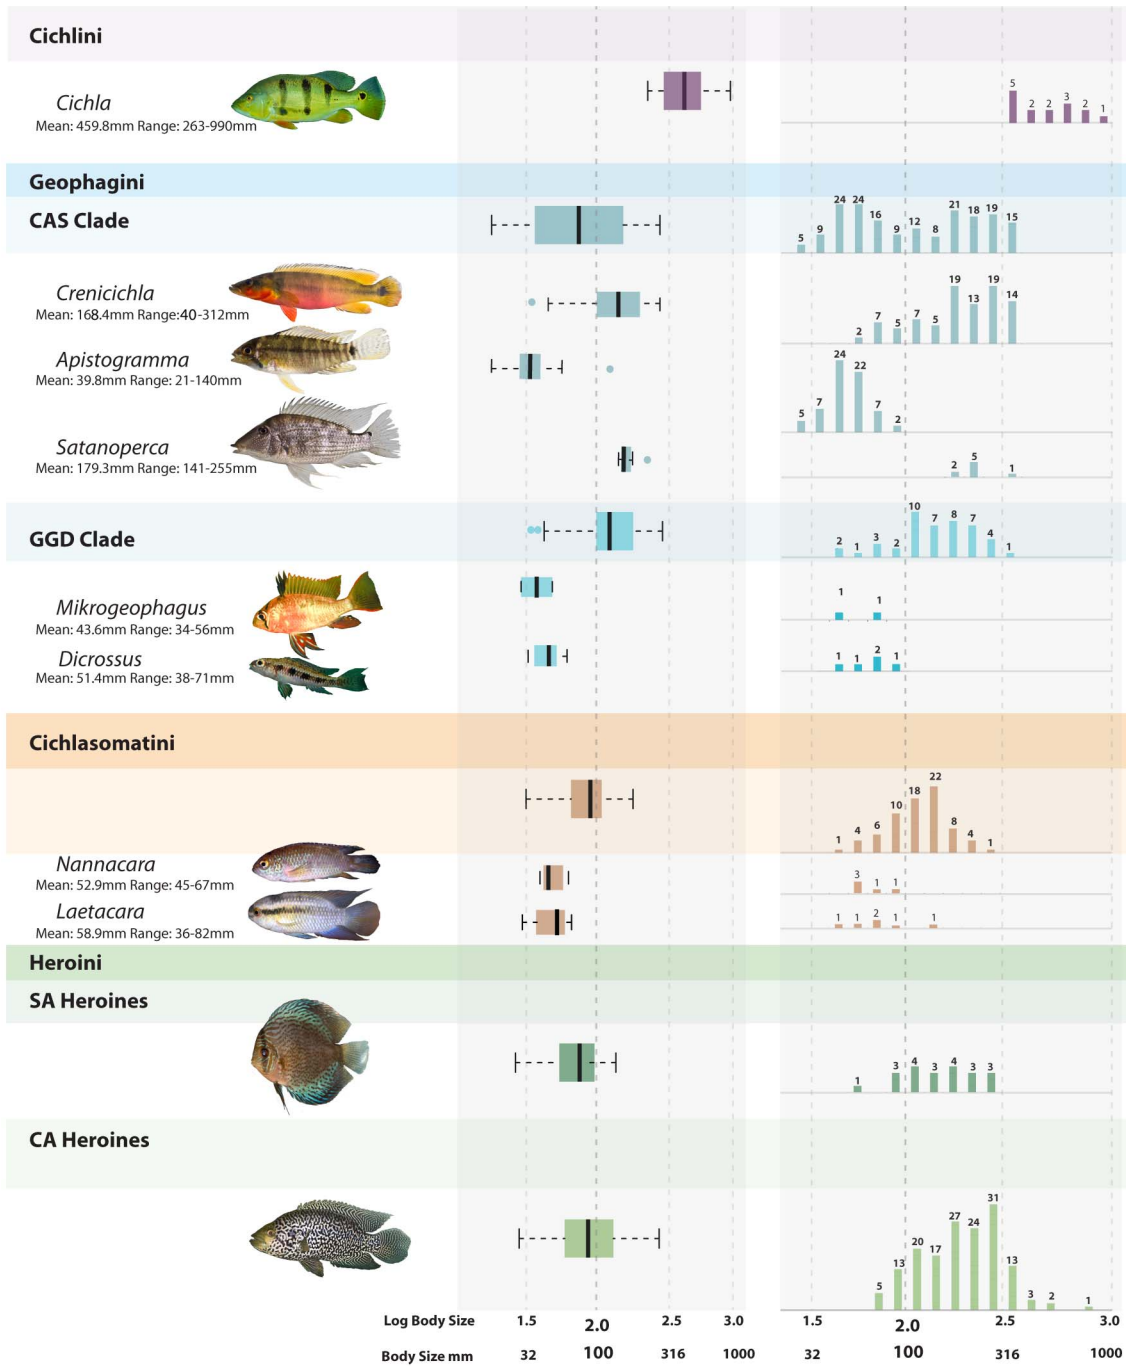 Cichlini
Cichla
Mean: 459.8mm Range: 263-990mm
5 2 2 3 2 1
Geophagini
CAS Clade
5 9 24 24 16 9 12 8 21 18 19 15
Crenicichla
Mean: 168.4mm Range:40-312mm
2 7 5 7 5 19 13 19 14
Apistogramma
Mean: 39.8mm Range: 21-140mm
5 7 24 22 7 2
Satanoperca
Mean: 179.3mm Range: 141-255mm
2 5 1
GGD Clade
2 1 3 2 10 7 8 7 4 1
Mikrogeophagus
Mean: 43.6mm Range: 34-56mm
1 1
Dicrossus
Mean: 51.4mm Range: 38-71mm
1 1 2 1
Cichlasomatini
1 4 6 10 18 22 8 4 1
Nannacara
Mean: 52.9mm Range: 45-67mm
3 1 1
Laetacara
Mean: 58.9mm Range: 36-82mm
1 1 2 1 1
Heroini
SA Heroines
1 3 4 3 4 3 3
CA Heroines
5 13 20 17 27 24 31 13 3 2 1
Log Body Size 1.5 2.0 2.5 3.0 1.5 2.0 2.5 3.0
Body Size mm 32 100 316 1000 32 100 316 1000